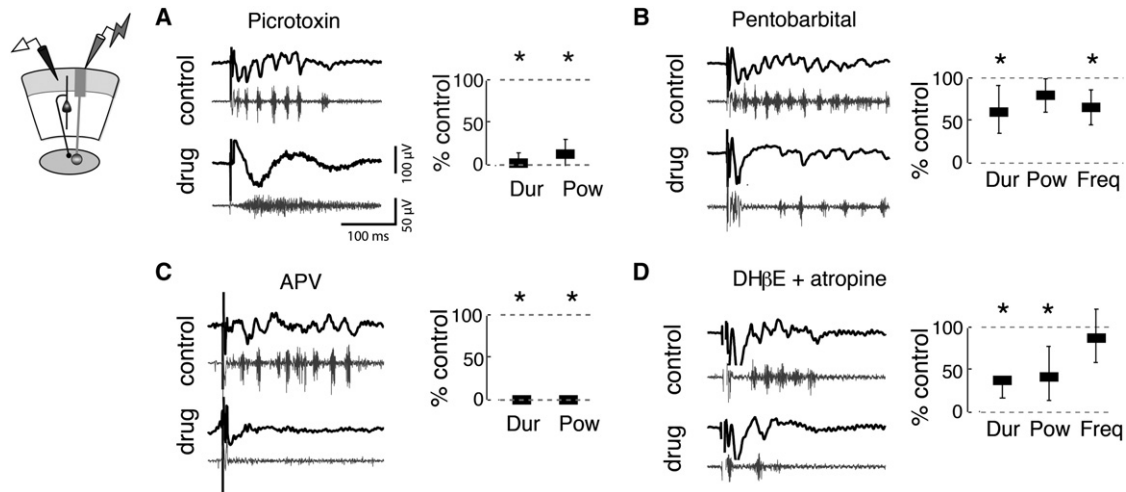 A
Picrotoxin
control
drug
100 µV
50 µV
100 ms
% control
100
50
0
* *
Dur Pow
B
Pentobarbital
control
drug
% control
100
50
0
* *
Dur Pow Freq
C
APV
control
drug
% control
100
50
0
* *
Dur Pow
D
DHβE + atropine
control
drug
% control
100
50
0
* *
Dur Pow Freq